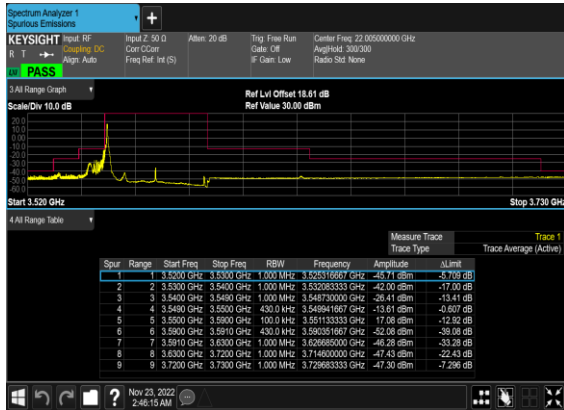 Spectrum Analyzer 1
Spurious Emissions
KEYSIGHT Input: RF
R T Coupling: DC
Align: Auto
LXI PASS
Input Z: 50 Ω
Corr CCorr
Freq Ref: Int (S)
Atten: 20 dB
Trig: Free Run
Gate: Off
IF Gain: Low
Center Freq: 22.005000000 GHz
Avg|Hold: 300/300
Radio Std: None
3 All Range Graph
Scale/Div 10.0 dB
Ref Lvl Offset 18.61 dB
Ref Value 30.00 dBm
20.0
10.0
0.00
-10.0
-20.0
-30.0
-40.0
-50.0
-60.0
Start 3.520 GHz
Stop 3.730 GHz
4 All Range Table
Measure Trace Trace 1
Trace Type Trace Average (Active)
Spur Range Start Freq Stop Freq RBW Frequency Amplitude ΔLimit
1 1 3.5200 GHz 3.5300 GHz 1.000 MHz 3.525316667 GHz -45.71 dBm -5.709 dB
2 2 3.5300 GHz 3.5400 GHz 1.000 MHz 3.532083333 GHz -42.00 dBm -17.00 dB
3 3 3.5400 GHz 3.5490 GHz 1.000 MHz 3.548730000 GHz -26.41 dBm -13.41 dB
4 4 3.5490 GHz 3.5500 GHz 430.0 kHz 3.549941667 GHz -13.61 dBm -0.607 dB
5 5 3.5500 GHz 3.5900 GHz 100.0 kHz 3.551133333 GHz 17.08 dBm -12.92 dB
6 6 3.5900 GHz 3.5910 GHz 430.0 kHz 3.590351667 GHz -52.08 dBm -39.08 dB
7 7 3.5910 GHz 3.6300 GHz 1.000 MHz 3.626685000 GHz -46.28 dBm -33.28 dB
8 8 3.6300 GHz 3.7200 GHz 1.000 MHz 3.714600000 GHz -47.43 dBm -22.43 dB
9 9 3.7200 GHz 3.7300 GHz 1.000 MHz 3.729683333 GHz -47.30 dBm -7.296 dB
Nov 23, 2022
2:46:15 AM